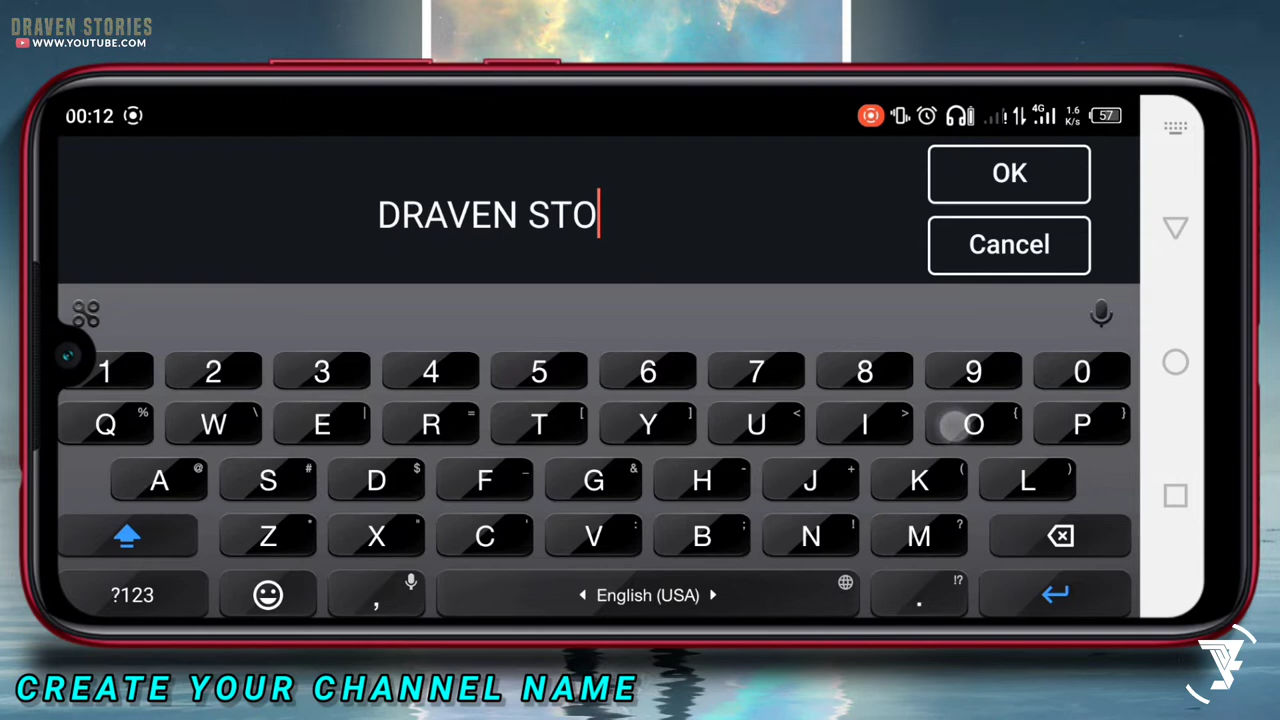 DRAVEN STORIES
WWW.YOUTUBE.COM
00:12 4G 1.6 K/s 57
DRAVEN STO
OK
Cancel
1 2 3 4 5 6 7 8 9 0
Q % W \ E | R = T [ Y ] U < I > O { P }
A @ S # D $ F _ G & H - J + K ( L )
Z * X " C ' V : B ; N ! M ?
?123 , English (USA) . !?
CREATE YOUR CHANNEL NAME